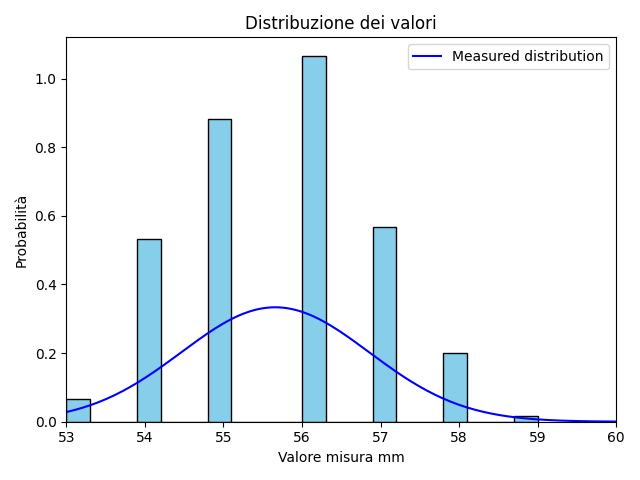 Distribuzione dei valori
Measured distribution
Probabilità
1.0
0.8
0.6
0.4
0.2
0.0
53 54 55 56 57 58 59 60
Valore misura mm